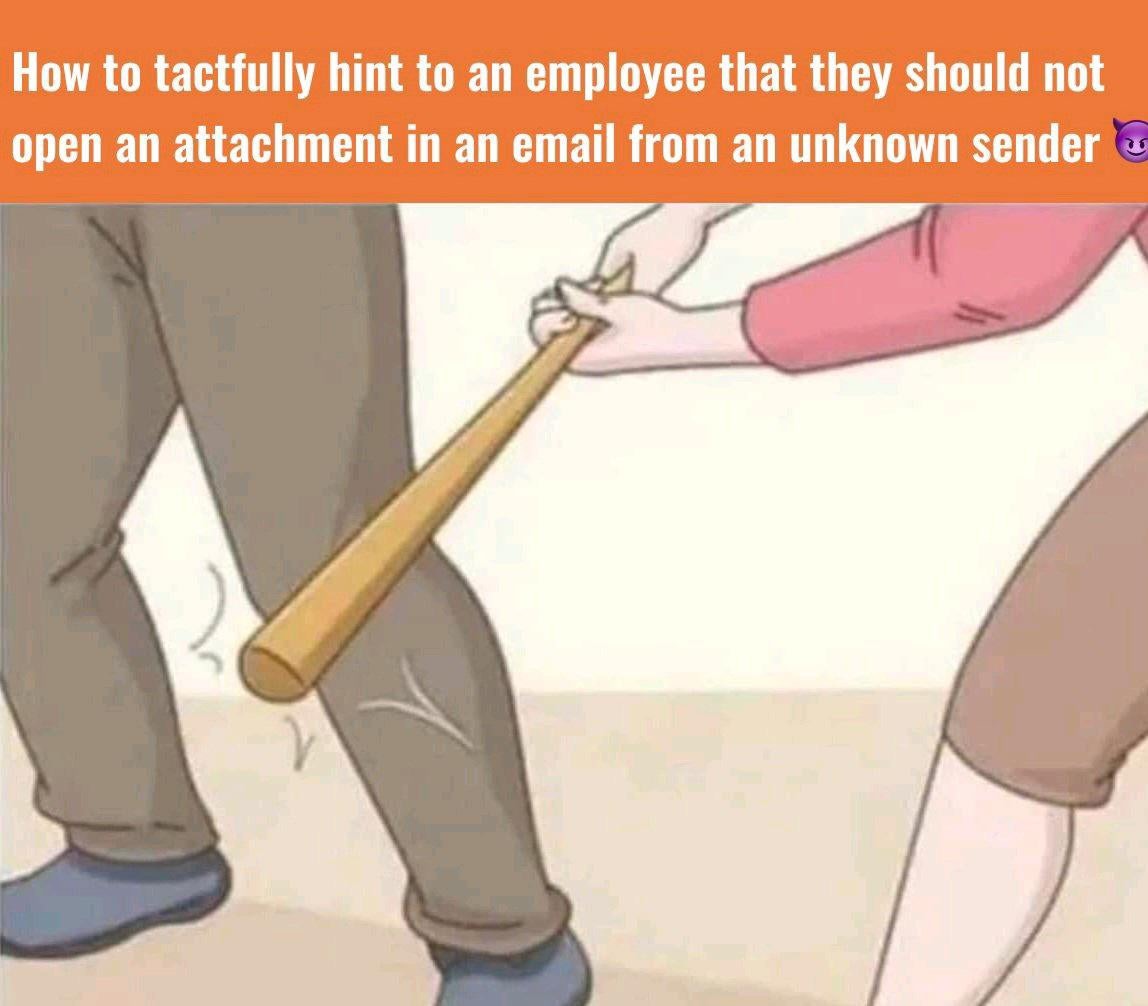 How to tactfully hint to an employee that they should not
open an attachment in an email from an unknown sender 😈